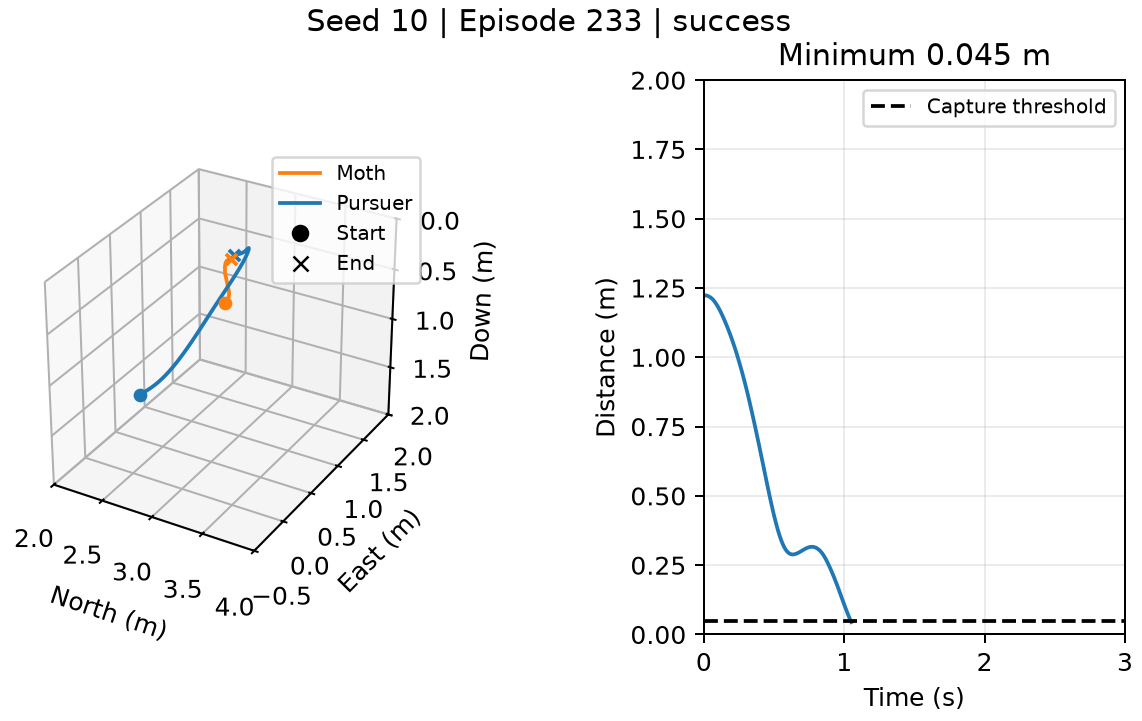 Seed 10 | Episode 233 | success
Moth
Pursuer
Start
End
0.0
0.5
1.0
1.5
2.0
Down (m)
2.0
1.5
1.0
0.5
0.0
−0.5
East (m)
2.0
2.5
3.0
3.5
4.0
North (m)
Minimum 0.045 m
Capture threshold
2.00
1.75
1.50
1.25
1.00
0.75
0.50
0.25
0.00
Distance (m)
0
1
2
3
Time (s)